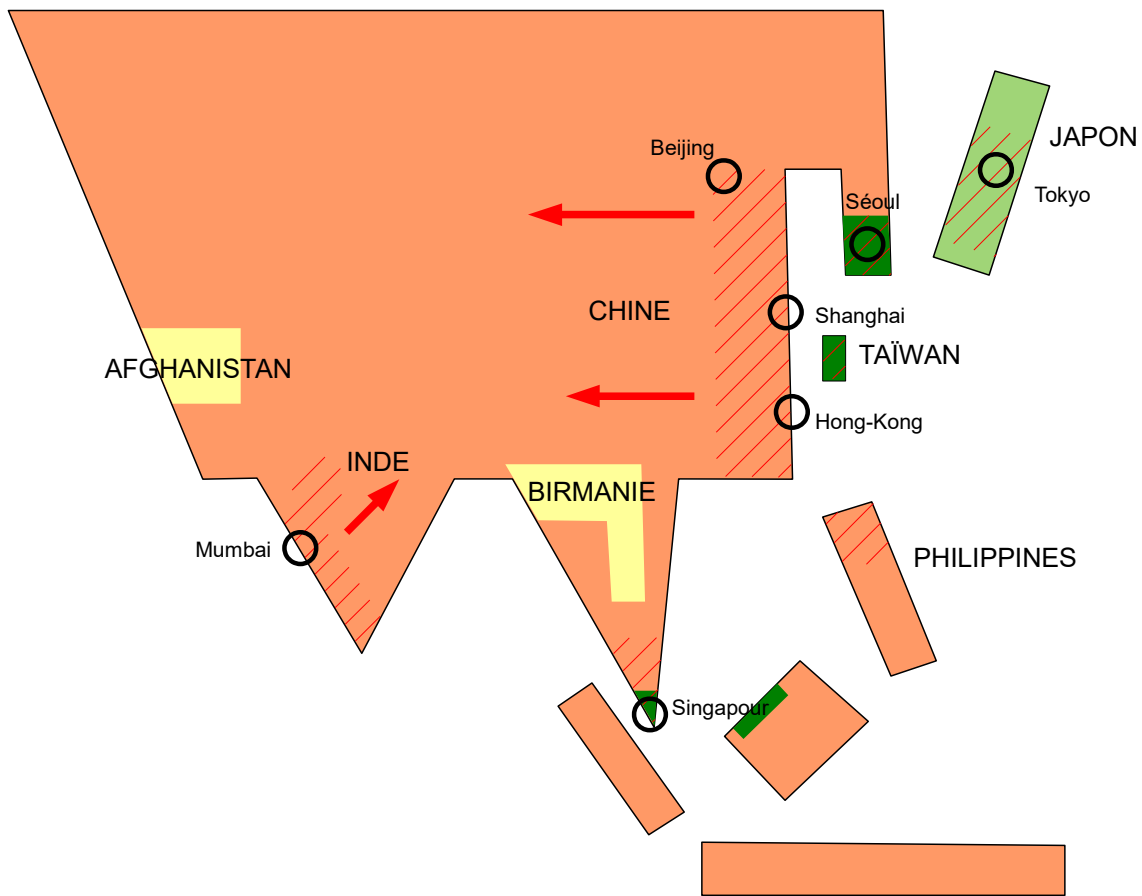 JAPON
Beijing
Tokyo
Séoul
CHINE
Shanghai
TAÏWAN
AFGHANISTAN
Hong-Kong
INDE
BIRMANIE
Mumbai
PHILIPPINES
Singapour